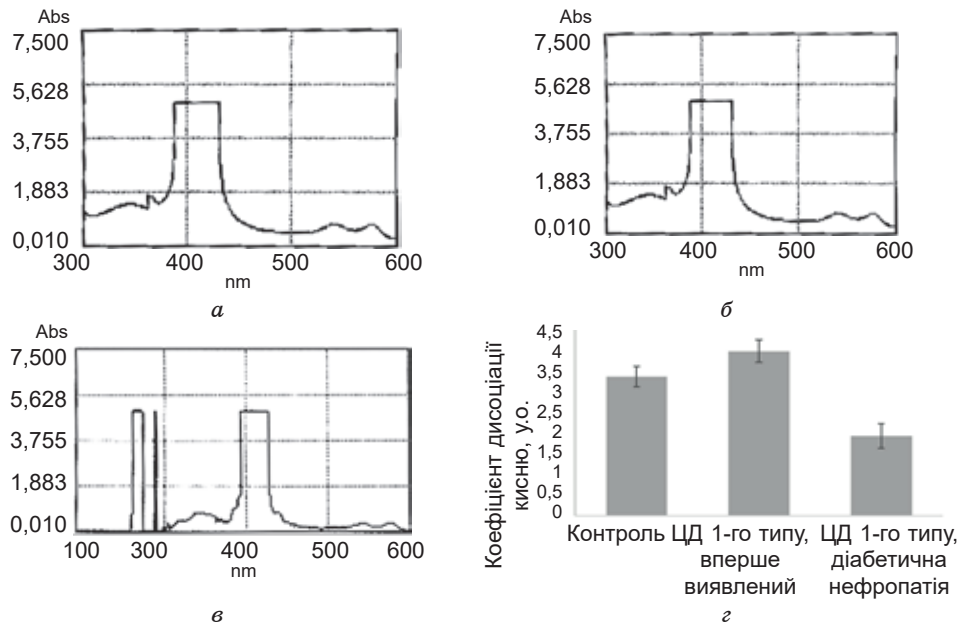 Abs
7,500
5,628
3,755
1,883
0,010
300 400 500 600
nm
а
Abs
7,500
5,628
3,755
1,883
0,010
300 400 500 600
nm
б
Abs
7,500
5,628
3,755
1,883
0,010
100 300 400 500 600
nm
в
Коефіцієнт дисоціації
кисню, у.о.
4,5
4
3,5
3
2,5
2
1,5
1
0,5
0
Контроль ЦД 1-го типу, ЦД 1-го типу,
вперше діабетична
виявлений нефропатія
г